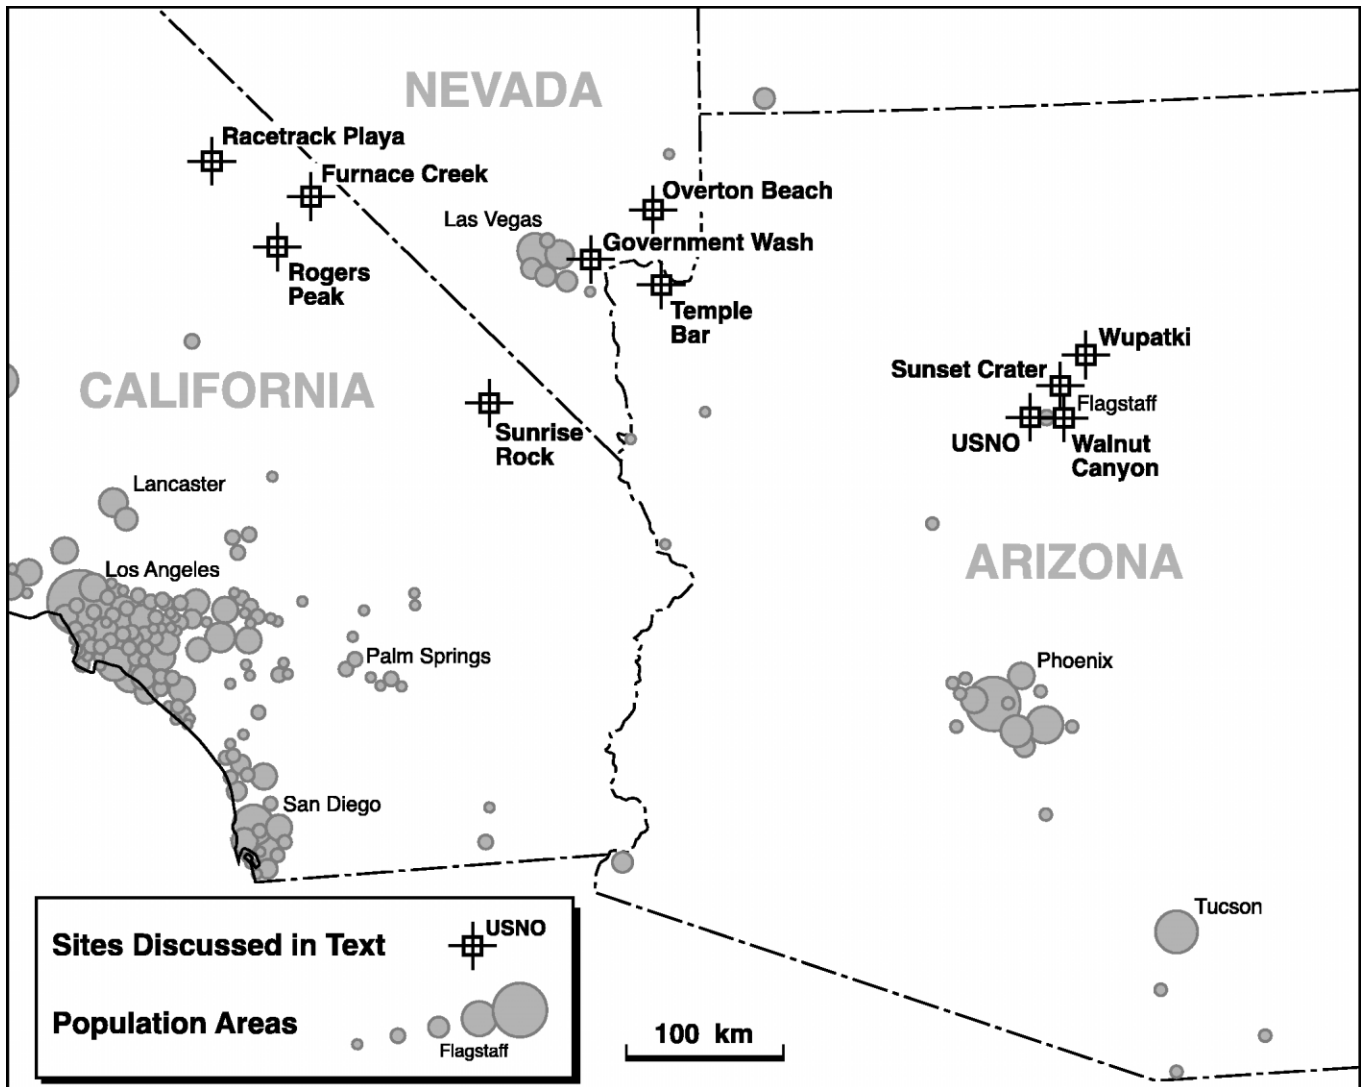 NEVADA
Racetrack Playa
Furnace Creek
Overton Beach
Las Vegas
Government Wash
Rogers
Peak
Temple
Bar
Wupatki
Sunset Crater
CALIFORNIA
Flagstaff
Sunrise
Rock
USNO
Walnut
Canyon
Lancaster
ARIZONA
Los Angeles
Palm Springs
Phoenix
San Diego
Tucson
Sites Discussed in Text
USNO
Population Areas
Flagstaff
100 km